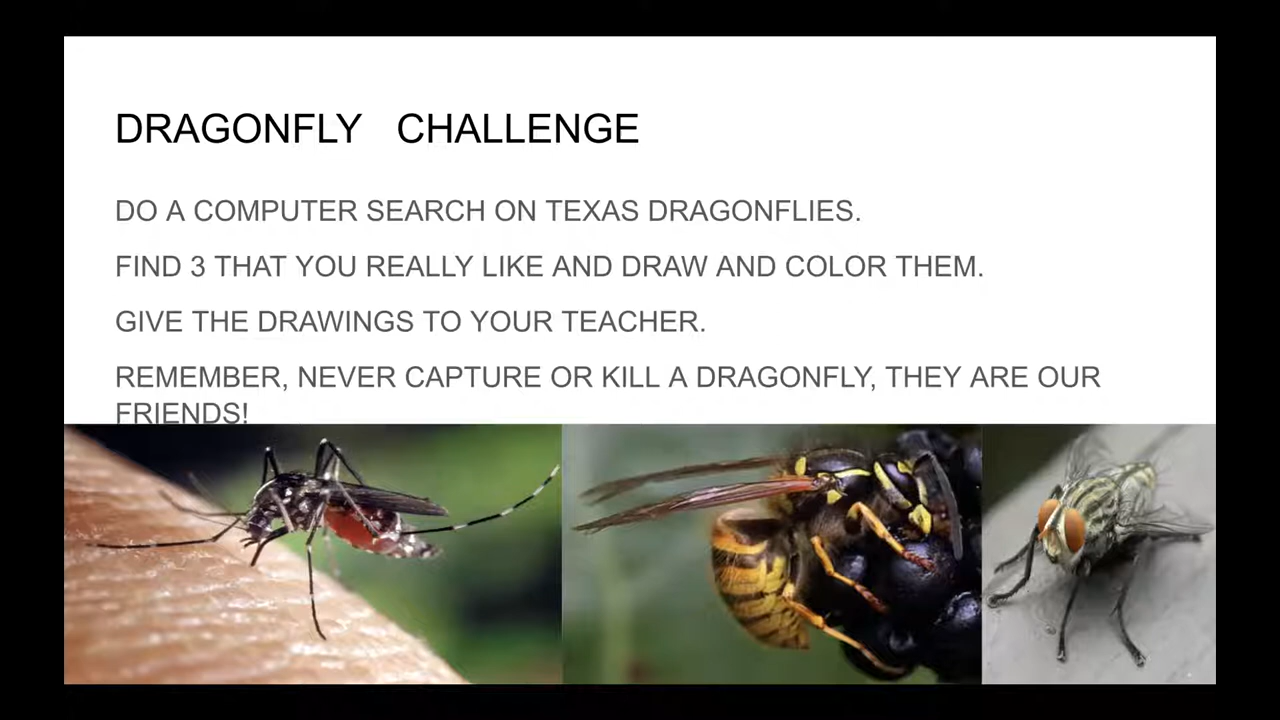 DRAGONFLY CHALLENGE
DO A COMPUTER SEARCH ON TEXAS DRAGONFLIES.
FIND 3 THAT YOU REALLY LIKE AND DRAW AND COLOR THEM.
GIVE THE DRAWINGS TO YOUR TEACHER.
REMEMBER, NEVER CAPTURE OR KILL A DRAGONFLY, THEY ARE OUR
FRIENDS!